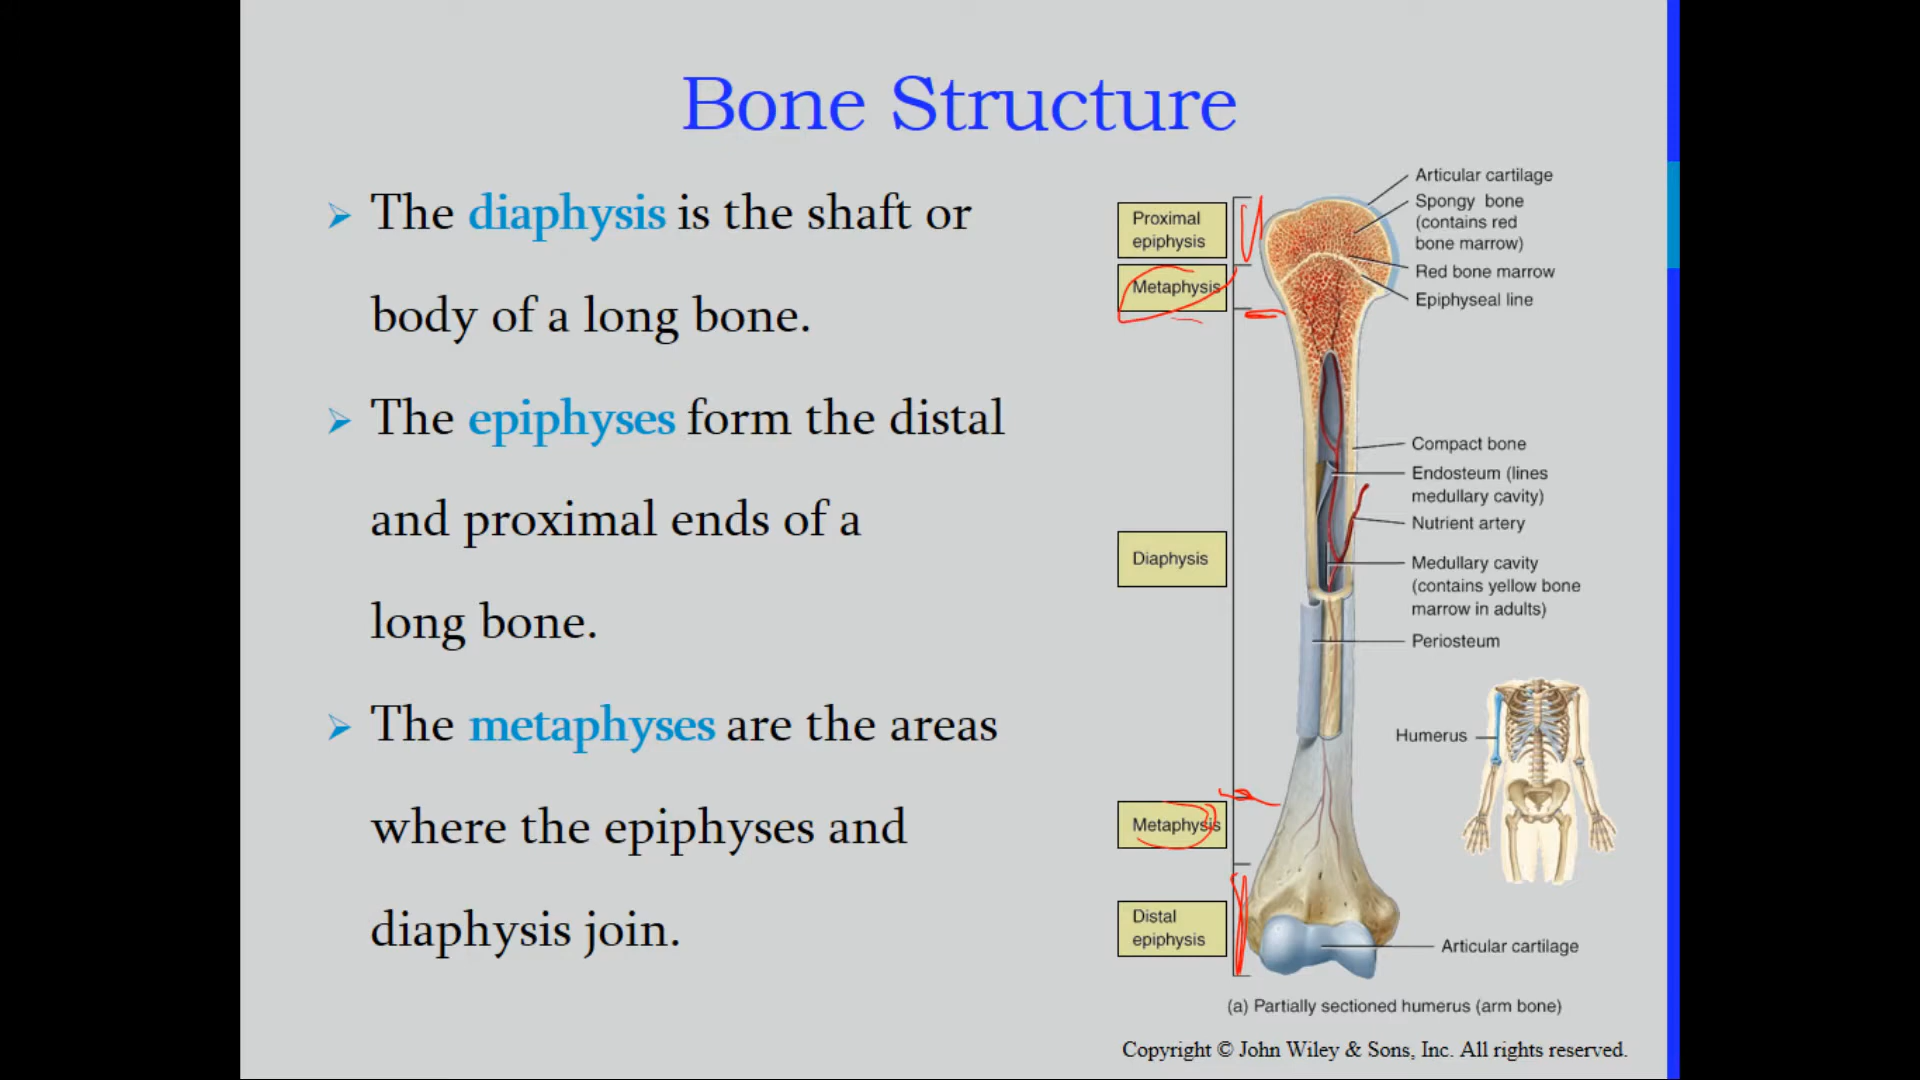 Bone Structure
The diaphysis is the shaft or
body of a long bone.
The epiphyses form the distal
and proximal ends of a
long bone.
The metaphyses are the areas
where the epiphyses and
diaphysis join.
Proximal
epiphysis
Metaphysis
Diaphysis
Metaphysis
Distal
epiphysis
Articular cartilage
Spongy bone
(contains red
bone marrow)
Red bone marrow
Epiphyseal line
Compact bone
Endosteum (lines
medullary cavity)
Nutrient artery
Medullary cavity
(contains yellow bone
marrow in adults)
Periosteum
Humerus
Articular cartilage
(a) Partially sectioned humerus (arm bone)
Copyright © John Wiley & Sons, Inc. All rights reserved.